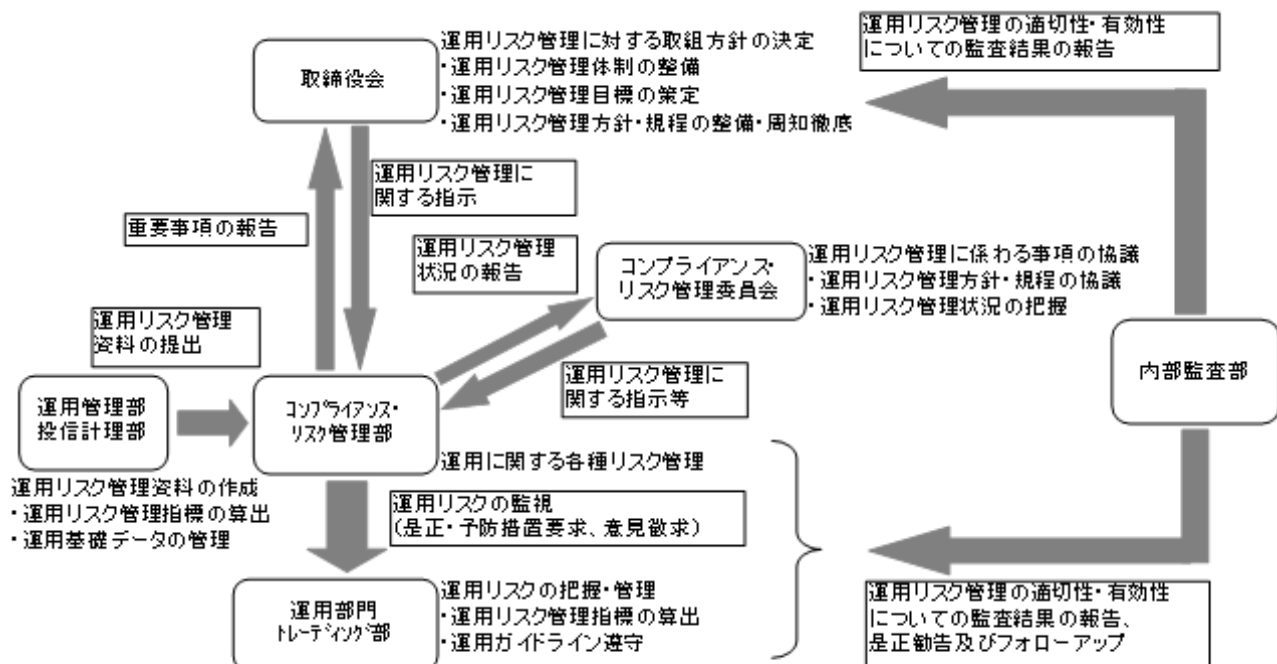 取締役会
運用リスク管理に対する取組方針の決定
・運用リスク管理体制の整備
・運用リスク管理目標の策定
・運用リスク管理方針・規程の整備・周知徹底
運用リスク管理の適切性・有効性
についての監査結果の報告
運用リスク管理に
関する指示
重要事項の報告
運用リスク管理
状況の報告
コンプライアンス・
リスク管理委員会
運用リスク管理に係わる事項の協議
・運用リスク管理方針・規程の協議
・運用リスク管理状況の把握
運用リスク管理
資料の提出
運用リスク管理に
関する指示等
内部監査部
運用管理部
投信計理部
コンプライアンス・
リスク管理部
運用に関する各種リスク管理
運用リスク管理資料の作成
・運用リスク管理指標の算出
・運用基礎データの管理
運用リスクの監視
(是正・予防措置要求、意見徴求)
運用部門
トレーディング部
運用リスクの把握・管理
・運用リスク管理指標の算出
・運用ガイドライン遵守
運用リスク管理の適切性・有効性
についての監査結果の報告、
是正勧告及びフォローアップ